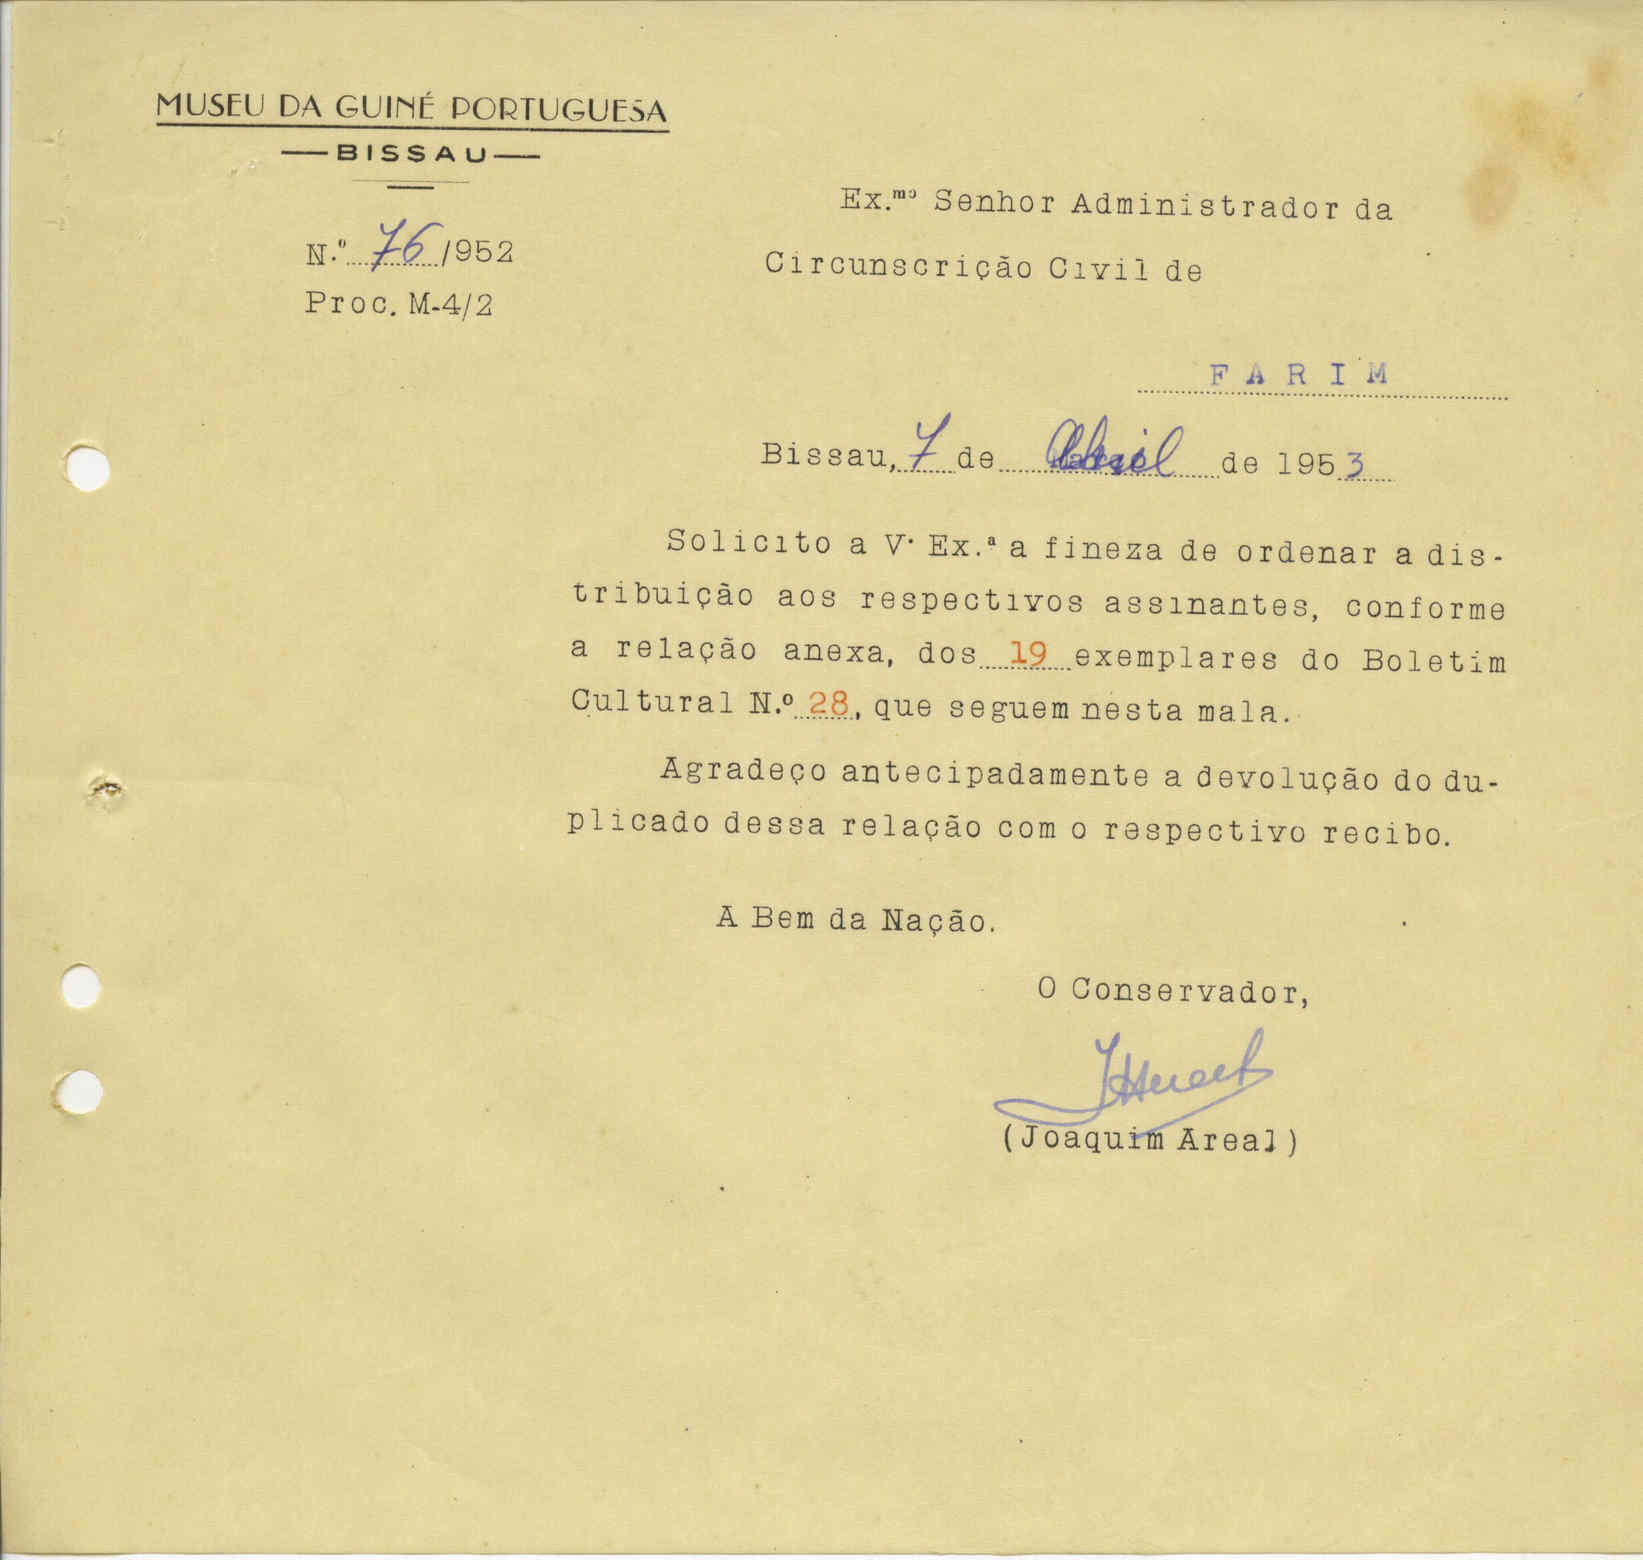 MUSEU DA GUINÉ PORTUGUESA
—BISSAU—
N.º 76/952
Proc. M-4/2
Ex.mo Senhor Administrador da
Circunscrição Civil de
FARIM
Bissau, 7 de Abril de 1953
Solicito a V. Ex.ª a fineza de ordenar a dis-
tribuição aos respectivos assinantes, conforme
a relação anexa, dos 19 exemplares do Boletim
Cultural N.º 28, que seguem nesta mala.
Agradeço antecipadamente a devolução do du-
plicado dessa relação com o respectivo recibo.
A Bem da Nação.
O Conservador,
(Joaquim Areal)